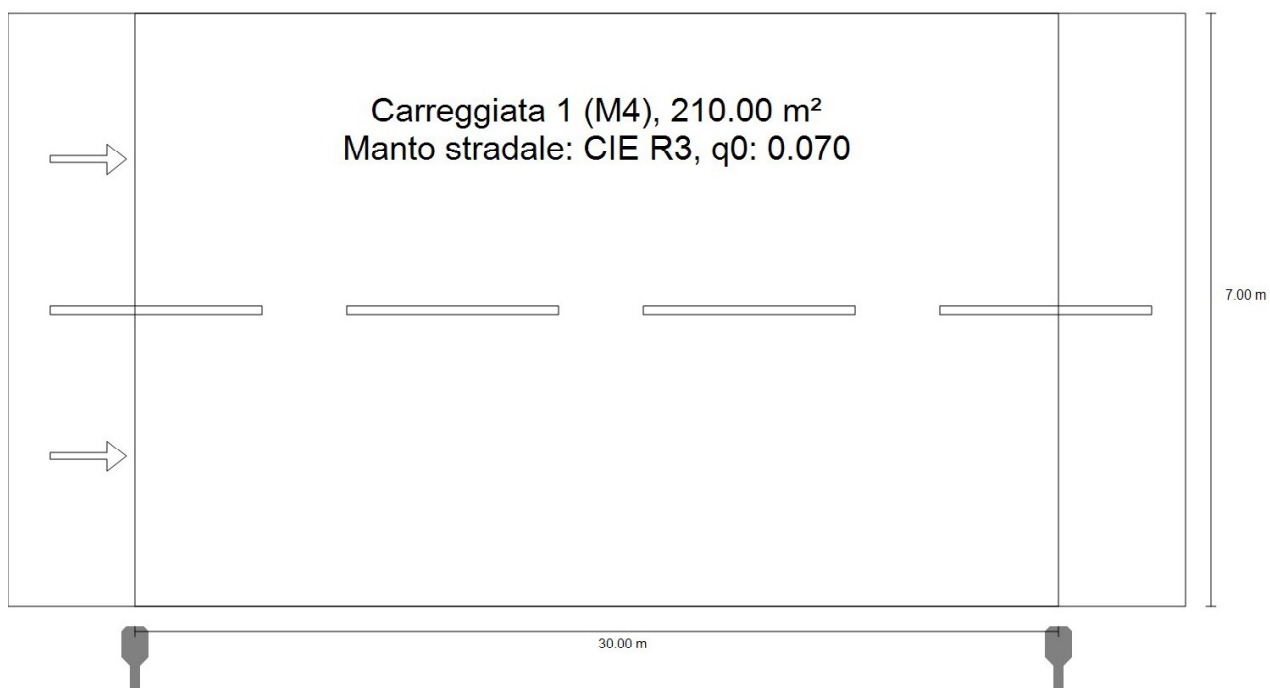 Carreggiata 1 (M4), 210.00 m²
Manto stradale: CIE R3, q0: 0.070
7.00 m
30.00 m